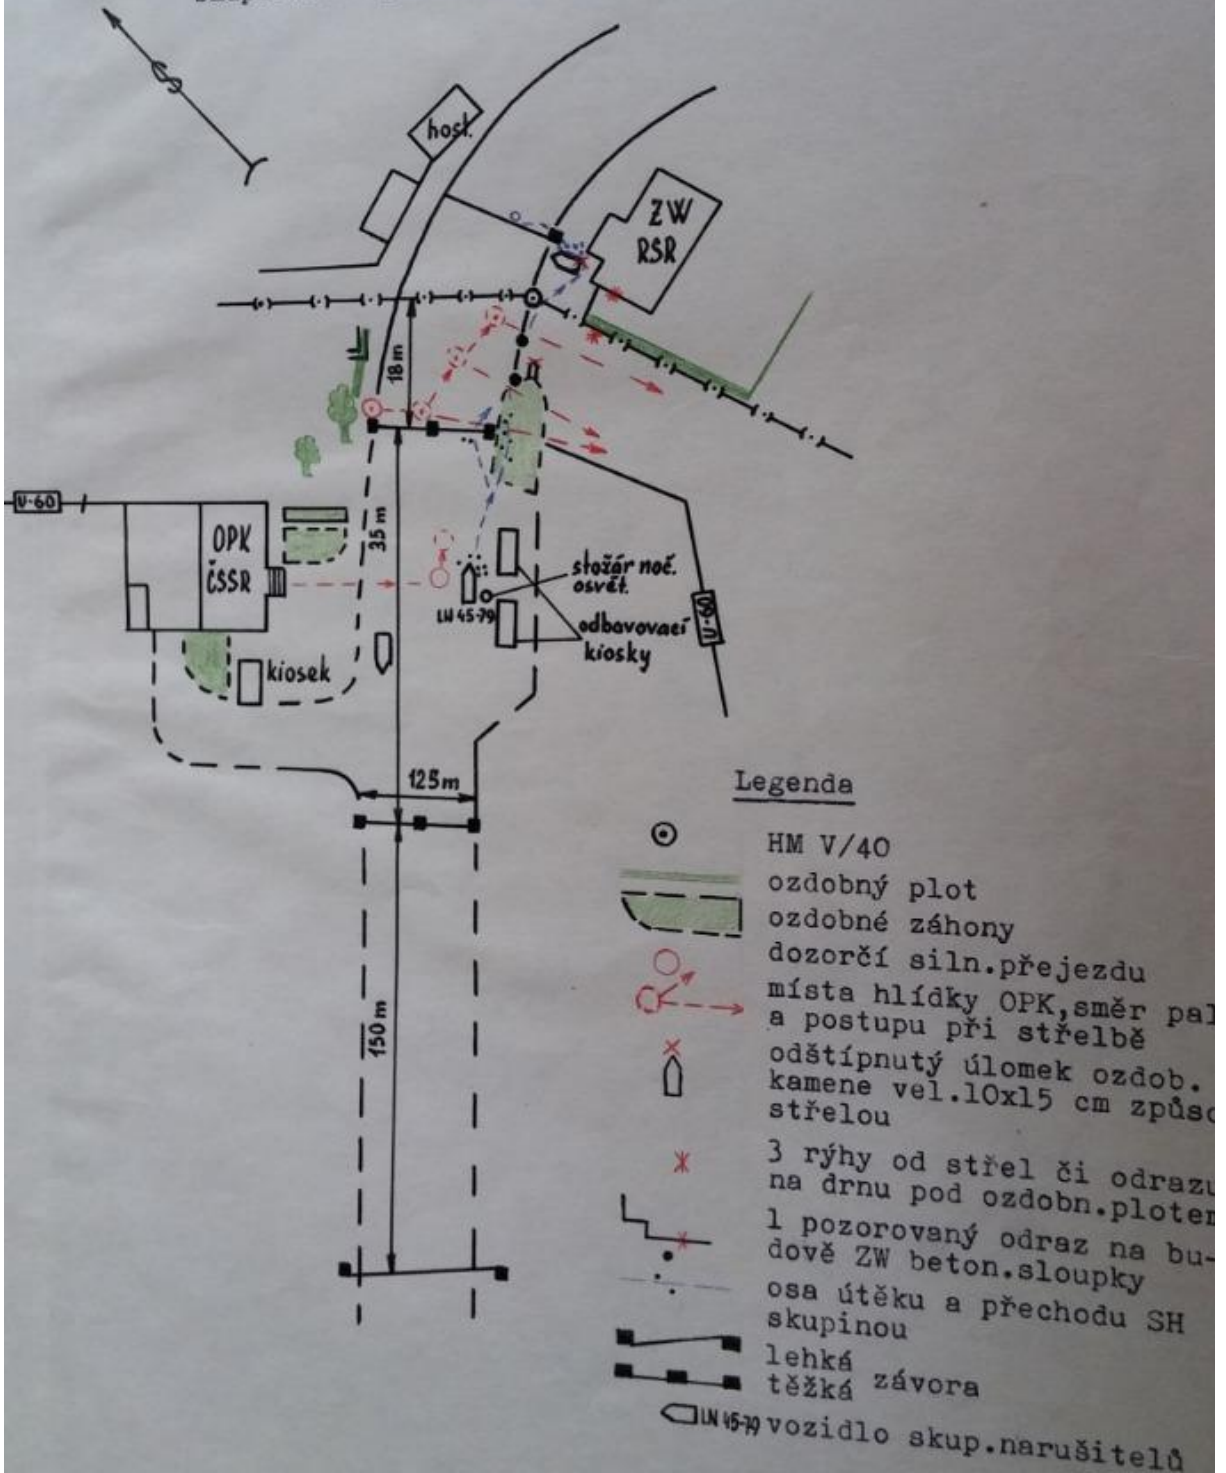 S
host.
ZW
RSR
18 m
U-60
OPK
ČSSR
35 m
stožár noč.
osvět.
LN 45-79
odbavovací
kiosky
U-60
kiosek
125m
150m
Legenda
HM V/40
ozdobný plot
ozdobné záhony
dozorčí siln.přejezdu
místa hlídky OPK,směr pal
a postupu při střelbě
odštípnutý úlomek ozdob.
kamene vel.10x15 cm způso
střelou
3 rýhy od střel či odrazu
na drnu pod ozdobn.plotem
1 pozorovaný odraz na bu-
dově ZW beton.sloupky
osa útěku a přechodu SH
skupinou
lehká
těžká závora
LN 45-79 vozidlo skup.narušitelů